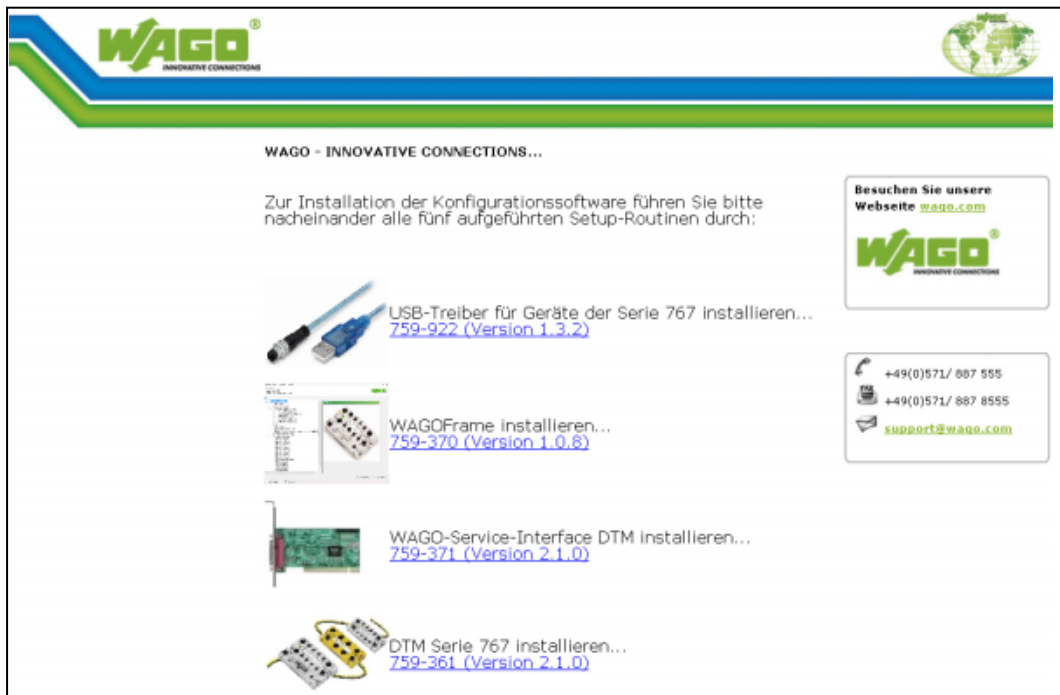 WAGO®
INNOVATIVE CONNECTIONS
WAGO
WAGO - INNOVATIVE CONNECTIONS...
Zur Installation der Konfigurationssoftware führen Sie bitte
nacheinander alle fünf aufgeführten Setup-Routinen durch:
USB-Treiber für Geräte der Serie 767 installieren...
759-922 (Version 1.3.2)
WAGOFrame installieren...
759-370 (Version 1.0.8)
WAGO-Service-Interface DTM installieren...
759-371 (Version 2.1.0)
DTM Serie 767 installieren...
759-361 (Version 2.1.0)
Besuchen Sie unsere
Webseite wago.com
WAGO®
INNOVATIVE CONNECTIONS
+49(0)571/ 887 555
+49(0)571/ 887 8555
support@wago.com